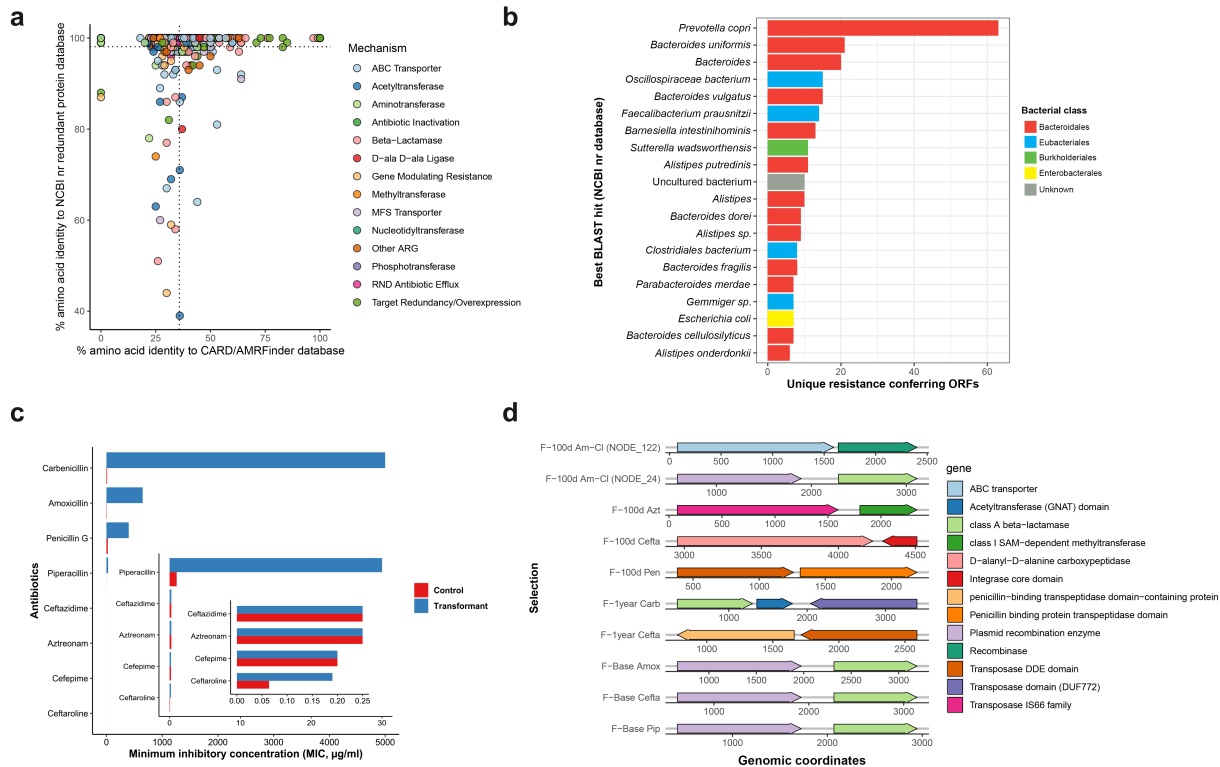 a
% amino acid identity to NCBI nr redundant protein database
100
80
60
40
0
25
50
75
100
% amino acid identity to CARD/AMRFinder database
Mechanism
ABC Transporter
Acetyltransferase
Aminotransferase
Antibiotic Inactivation
Beta−Lactamase
D−ala D−ala Ligase
Gene Modulating Resistance
Methyltransferase
MFS Transporter
Nucleotidyltransferase
Other ARG
Phosphotransferase
RND Antibiotic Efflux
Target Redundancy/Overexpression
b
Best BLAST hit (NCBI nr database)
Prevotella copri
Bacteroides uniformis
Bacteroides
Oscillospiraceae bacterium
Bacteroides vulgatus
Faecalibacterium prausnitzii
Barnesiella intestinihominis
Sutterella wadsworthensis
Alistipes putredinis
Uncultured bacterium
Alistipes
Bacteroides dorei
Alistipes sp.
Clostridiales bacterium
Bacteroides fragilis
Parabacteroides merdae
Gemmiger sp.
Escherichia coli
Bacteroides cellulosilyticus
Alistipes onderdonkii
0 20 40 60
Unique resistance conferring ORFs
Bacterial class
Bacteroidales
Eubacteriales
Burkholderiales
Enterobacterales
Unknown
c
Antibiotics
Carbenicillin
Amoxicillin
Penicillin G
Piperacillin
Ceftazidime
Aztreonam
Cefepime
Ceftaroline
0 1000 2000 3000 4000 5000
Minimum inhibitory concentration (MIC, µg/ml)
Piperacillin
Ceftazidime
Aztreonam
Cefepime
Ceftaroline
0 10 20 30
Ceftazidime
Aztreonam
Cefepime
Ceftaroline
0.00 0.05 0.10 0.15 0.20 0.25
Control
Transformant
d
Selection
F−100d Am−Cl (NODE_122)
0 500 1000 1500 2000 2500
F−100d Am−Cl (NODE_24)
1000 2000 3000
F−100d Azt
0 500 1000 1500 2000
F−100d Cefta
3000 3500 4000 4500
F−100d Pen
500 1000 1500 2000
F−1year Carb
1000 2000 3000
F−1year Cefta
1000 1500 2000 2500
F−Base Amox
1000 1500 2000 2500 3000
F−Base Cefta
1000 2000 3000
F−Base Pip
1000 2000 3000
Genomic coordinates
gene
ABC transporter
Acetyltransferase (GNAT) domain
class A beta−lactamase
class I SAM−dependent methyltransferase
D−alanyl−D−alanine carboxypeptidase
Integrase core domain
penicillin−binding transpeptidase domain−containing protein
Penicillin binding protein transpeptidase domain
Plasmid recombination enzyme
Recombinase
Transposase DDE domain
Transposase domain (DUF772)
Transposase IS66 family